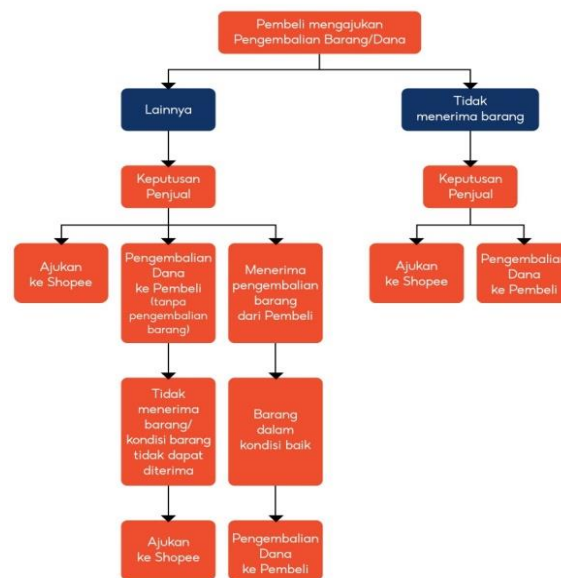 Pembeli mengajukan
Pengembalian Barang/Dana
Lainnya
Tidak
menerima barang
Keputusan
Penjual
Keputusan
Penjual
Ajukan
ke Shopee
Pengembalian
Dana
ke Pembeli
(tanpa
pengembalian
barang)
Menerima
pengembalian
barang
dari Pembeli
Ajukan
ke Shopee
Pengembalian
Dana
ke Pembeli
Tidak
menerima
barang/
kondisi barang
tidak dapat
diterima
Barang
dalam
kondisi baik
Ajukan
ke Shopee
Pengembalian
Dana
ke Pembeli